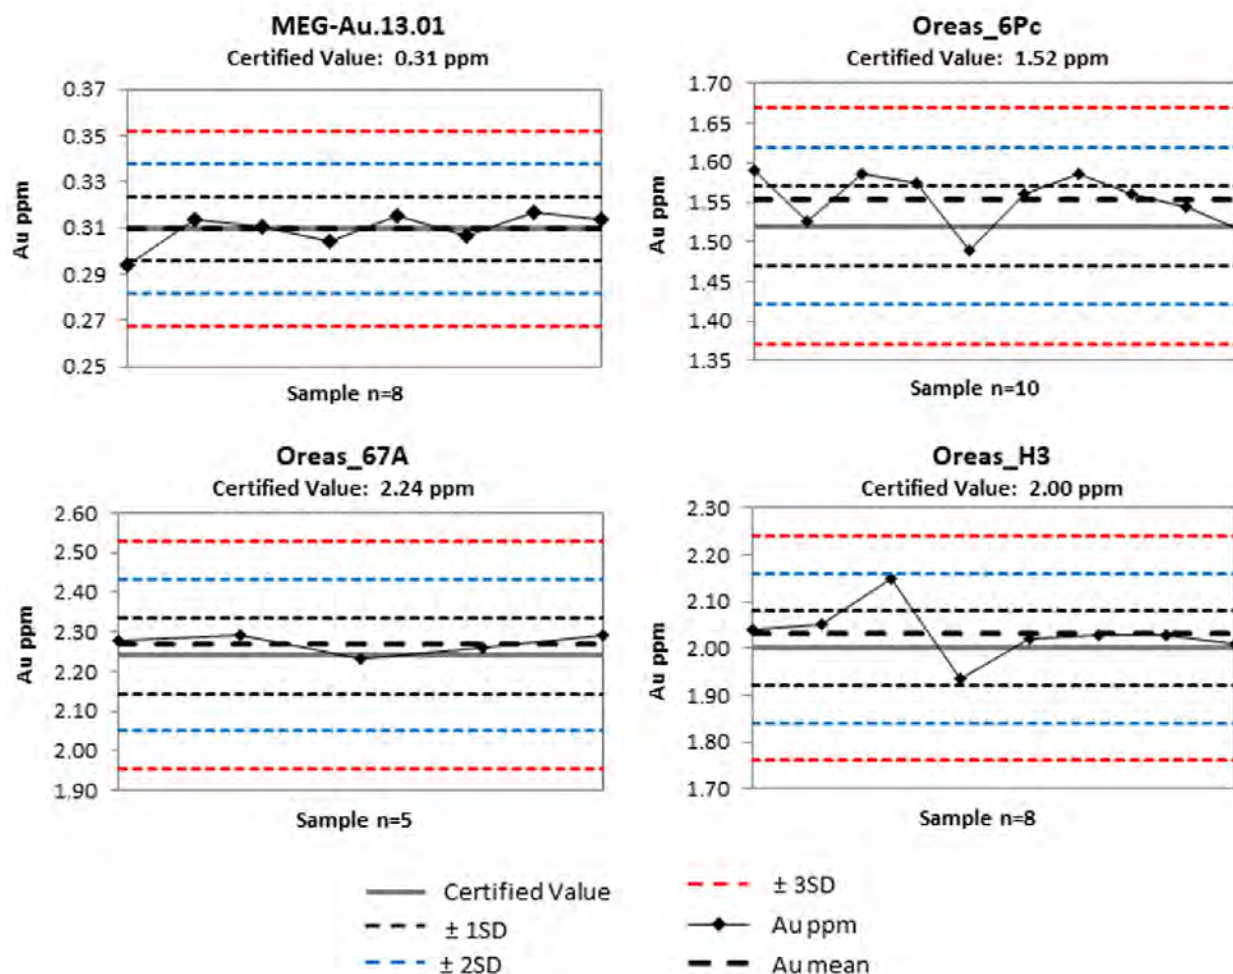 MEG-Au.13.01
Certified Value: 0.31 ppm
0.37
0.35
0.33
0.31
0.29
0.27
0.25
Au ppm
Sample n=8
Oreas_6Pc
Certified Value: 1.52 ppm
1.70
1.65
1.60
1.55
1.50
1.45
1.40
1.35
Au ppm
Sample n=10
Oreas_67A
Certified Value: 2.24 ppm
2.60
2.50
2.40
2.30
2.20
2.10
2.00
1.90
Au ppm
Sample n=5
Oreas_H3
Certified Value: 2.00 ppm
2.30
2.20
2.10
2.00
1.90
1.80
1.70
Au ppm
Sample n=8
Certified Value
± 1SD
± 2SD
± 3SD
Au ppm
Au mean